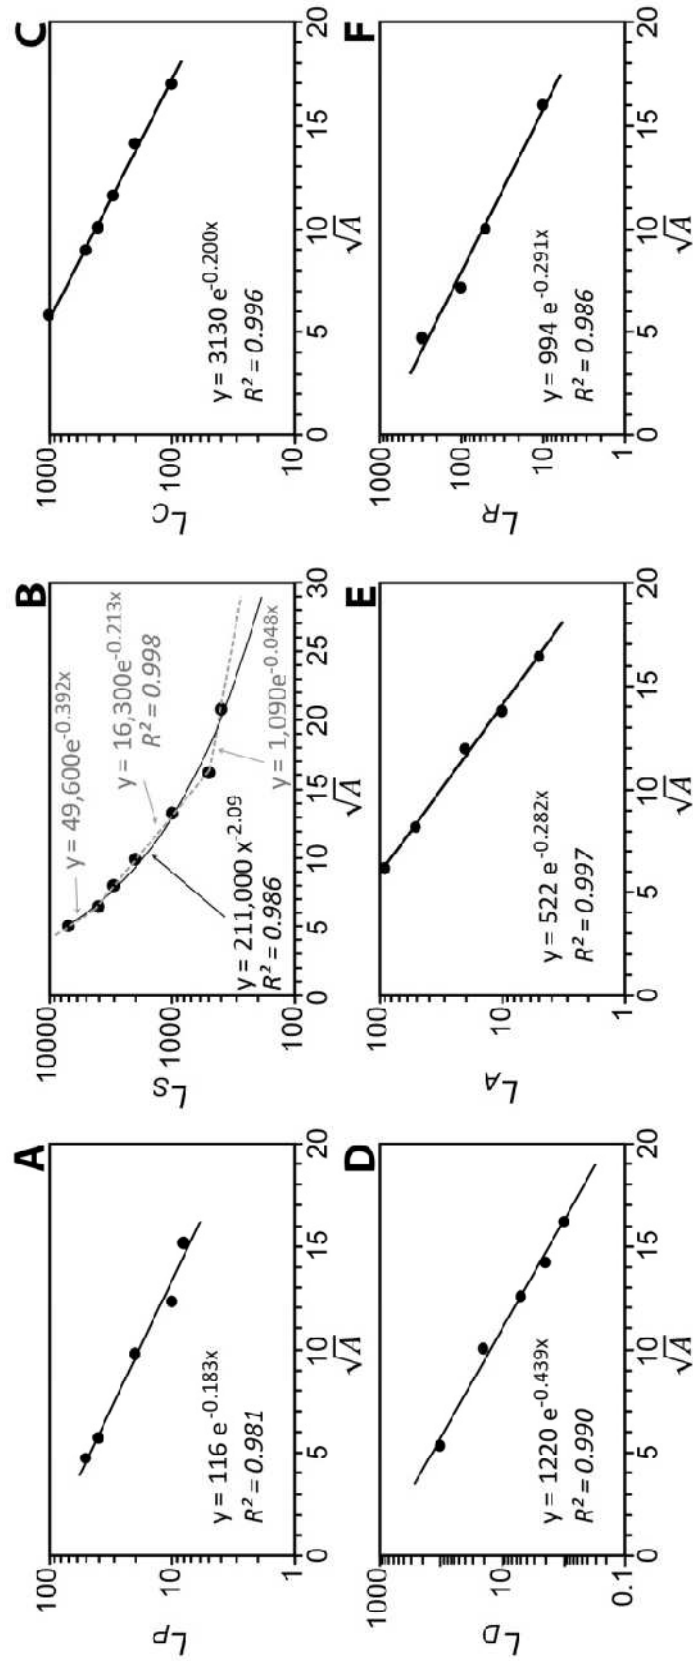 A
100
10
1
L_P
0 5 10 15 20
√A
y = 116 e^-0.183x
R² = 0.981
B
10000
1000
100
L_S
0 5 10 15 20 25 30
√A
y = 49,600e^-0.392x
y = 16,300e^-0.213x
R² = 0.998
y = 211,000 x^-2.09
R² = 0.986
y = 1,090e^-0.048x
C
1000
100
10
L_C
0 5 10 15 20
√A
y = 3130 e^-0.200x
R² = 0.996
D
1000
10
0.1
L_D
0 5 10 15 20
√A
y = 1220 e^-0.439x
R² = 0.990
E
100
10
1
L_A
0 5 10 15 20
√A
y = 522 e^-0.282x
R² = 0.997
F
1000
100
10
1
L_R
0 5 10 15 20
√A
y = 994 e^-0.291x
R² = 0.986